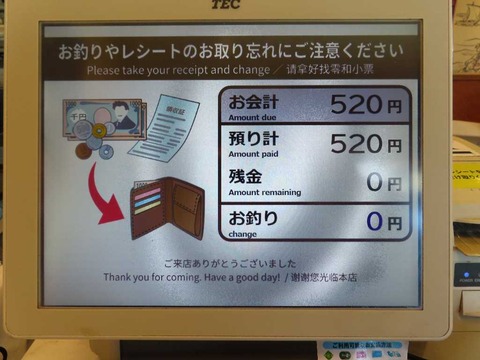 TEC
お釣りやレシートのお取り忘れにご注意ください
Please take your receipt and change ／ 请拿好找零和小票
千円
1000
領収証
お会計 520円
Amount due
預り計 520円
Amount paid
残金 0円
Amount remaining
お釣り 0円
change
ご来店ありがとうございました
Thank you for coming. Have a good day! / 谢谢您光临本店